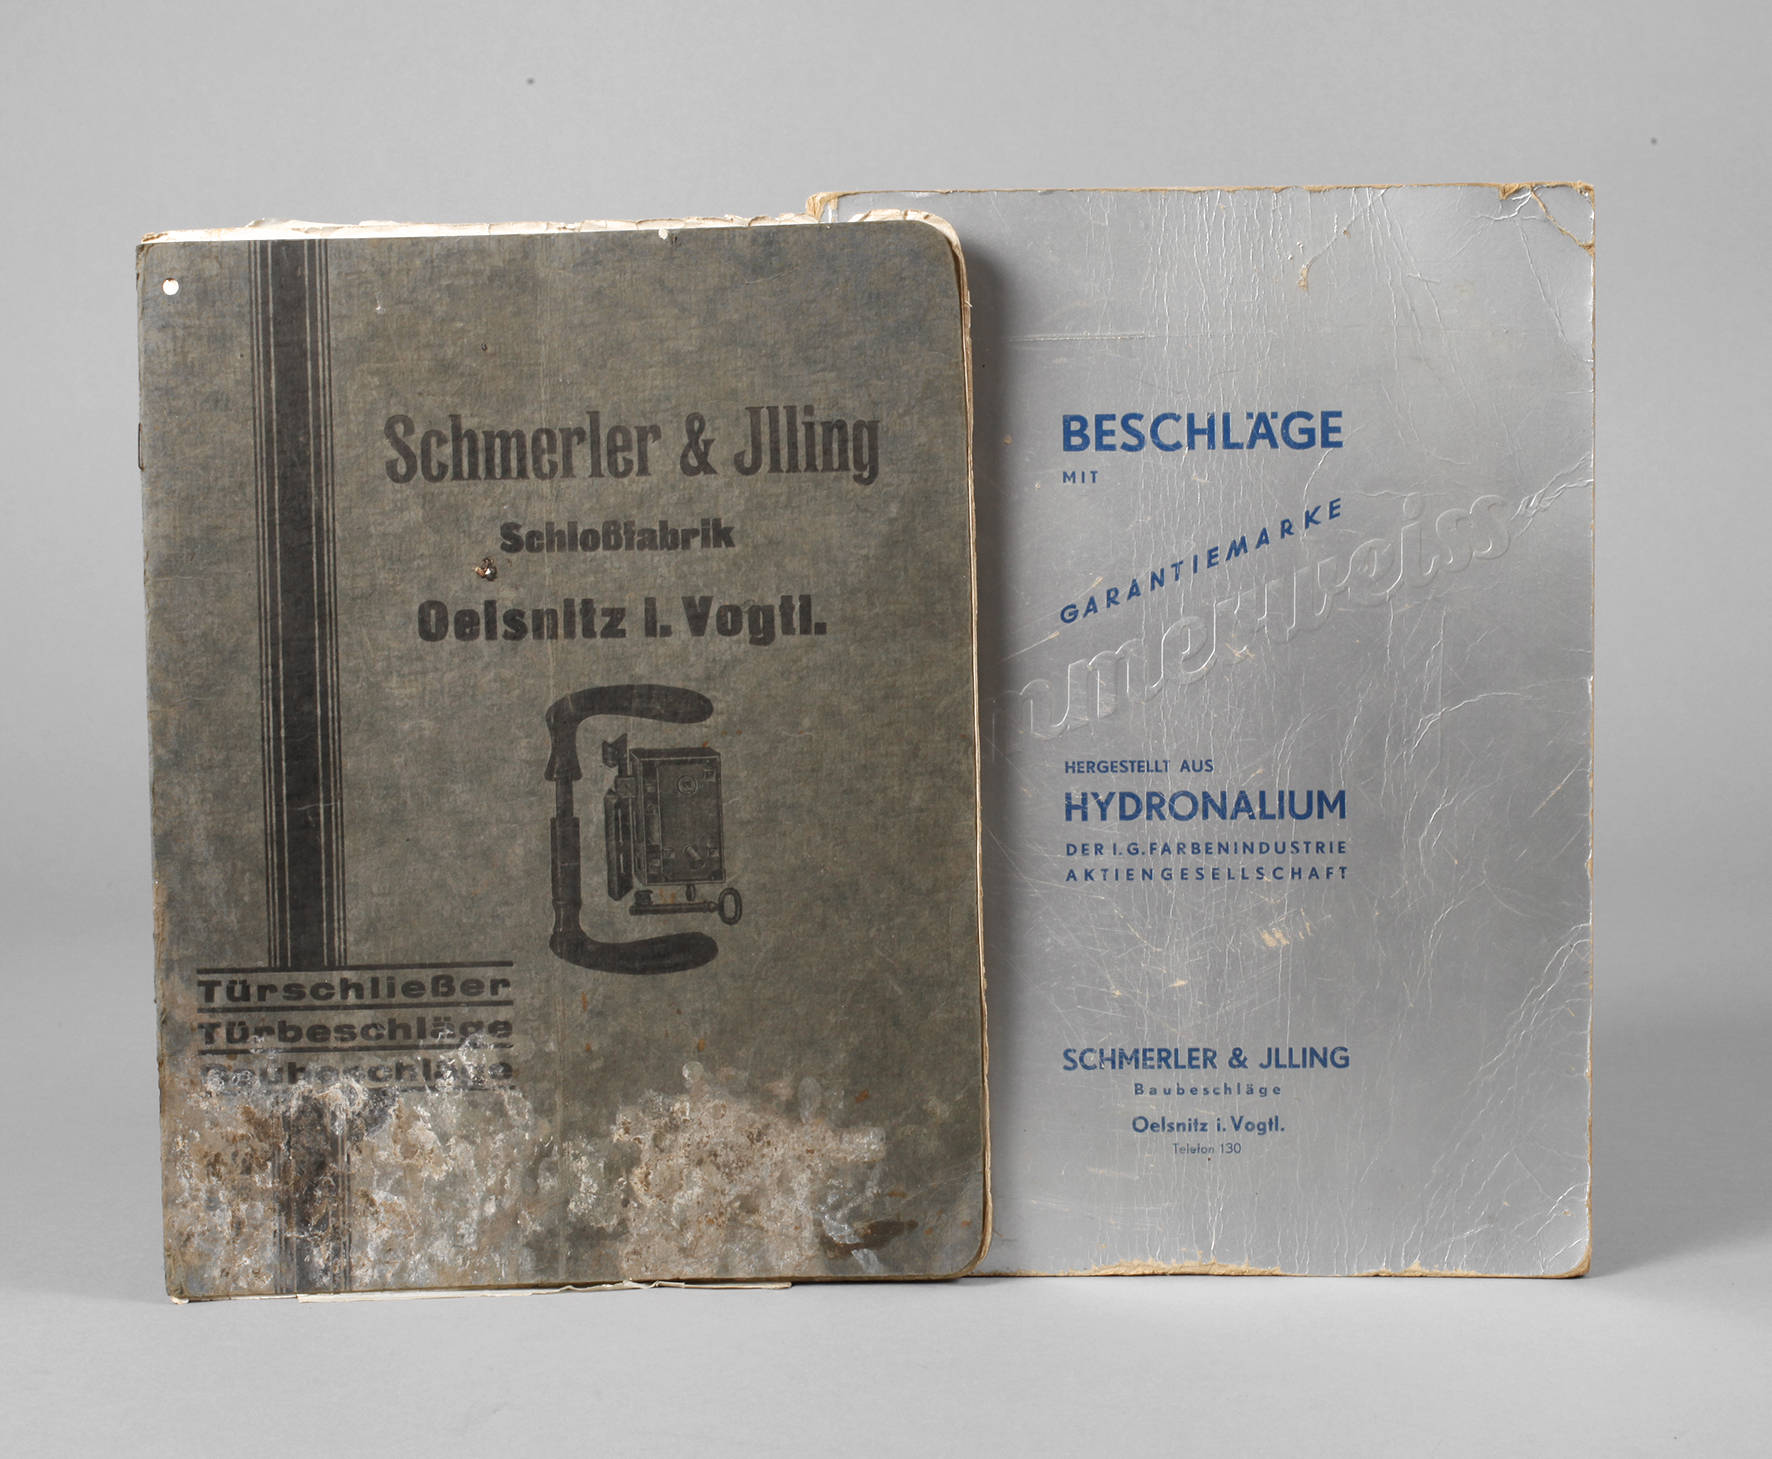 Schmerler & Jlling
Schloßfabrik
Oelsnitz i. Vogtl.
Türschließer
Türbeschläge
Baubeschläge
BESCHLÄGE
MIT
GARANTIEMARKE
HERGESTELLT AUS
HYDRONALIUM
DER I.G.FARBENINDUSTRIE
AKTIENGESELLSCHAFT
SCHMERLER & JLLING
Baubeschläge
Oelsnitz i. Vogtl.
Telefon 130